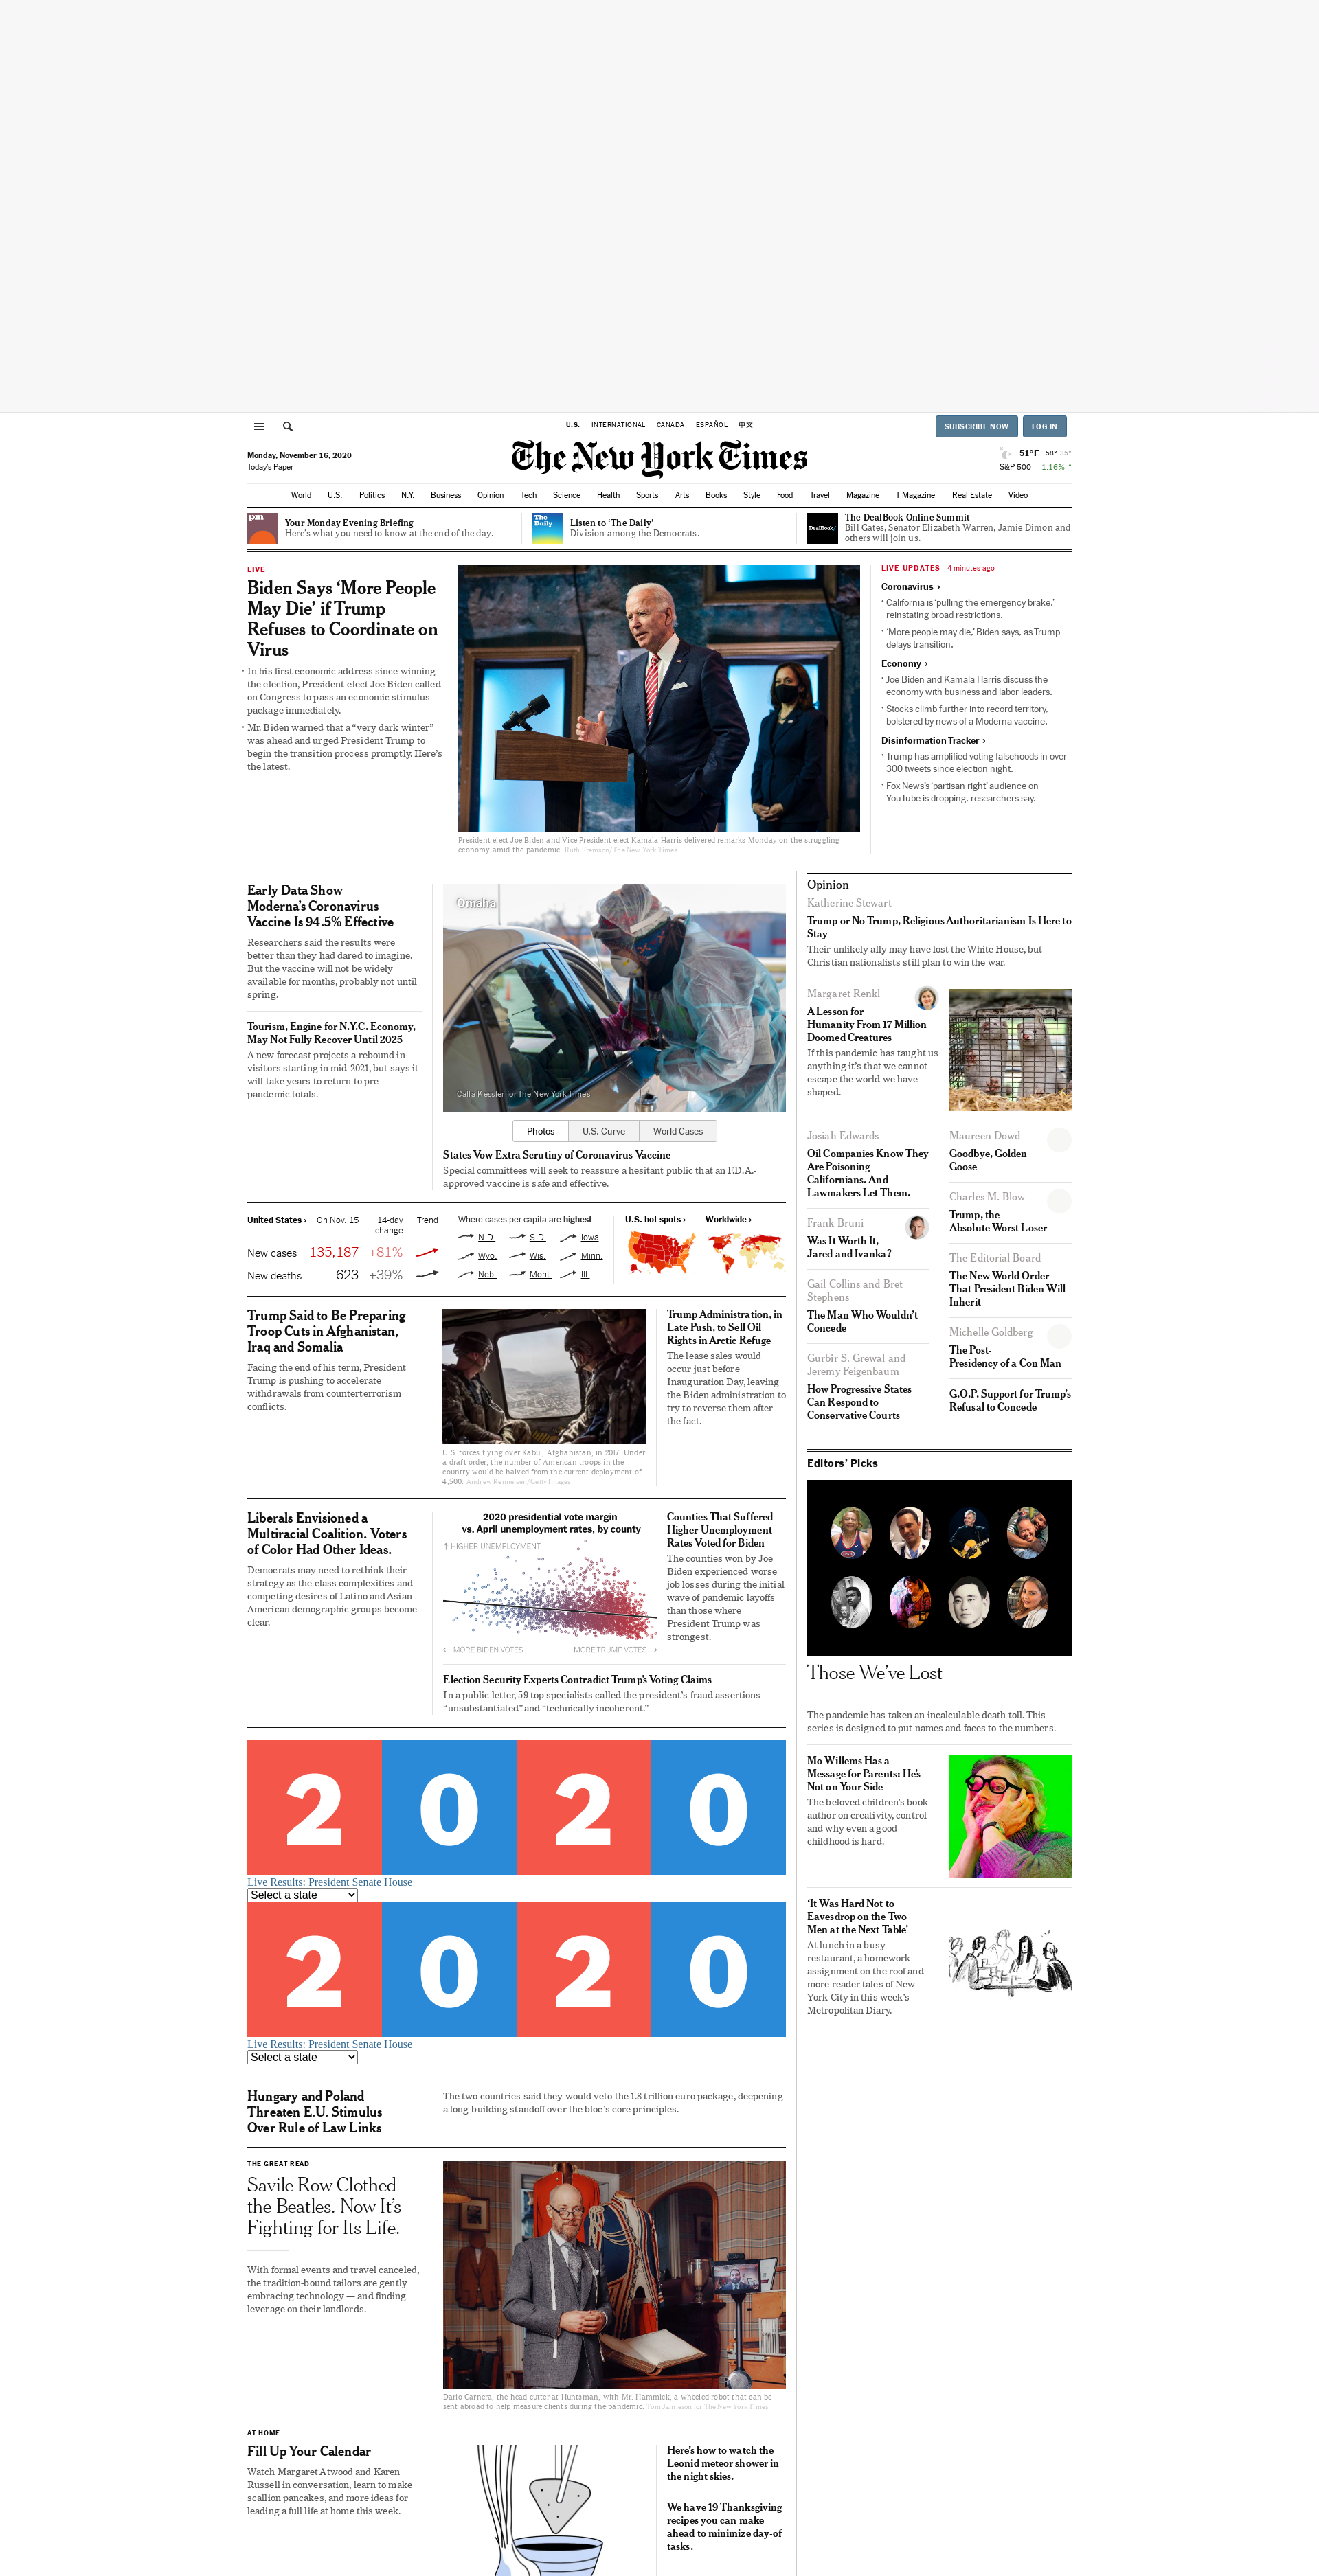 U.S. INTERNATIONAL CANADA ESPAÑOL 中文
SUBSCRIBE NOW LOG IN
Monday, November 16, 2020
Today's Paper
The New York Times
51°F 58° 35°
S&P 500 +1.16%
World U.S. Politics N.Y. Business Opinion Tech Science Health Sports Arts Books Style Food Travel Magazine T Magazine Real Estate Video
pm
Your Monday Evening Briefing
Here's what you need to know at the end of the day.
The
Daily
Listen to 'The Daily'
Division among the Democrats.
DealBook/
The DealBook Online Summit
Bill Gates, Senator Elizabeth Warren, Jamie Dimon and
others will join us.
LIVE
Biden Says 'More People
May Die' if Trump
Refuses to Coordinate on
Virus
• In his first economic address since winning
the election, President-elect Joe Biden called
on Congress to pass an economic stimulus
package immediately.
• Mr. Biden warned that a "very dark winter"
was ahead and urged President Trump to
begin the transition process promptly. Here's
the latest.
President-elect Joe Biden and Vice President-elect Kamala Harris delivered remarks Monday on the struggling
economy amid the pandemic. Ruth Fremson/The New York Times
LIVE UPDATES 4 minutes ago
Coronavirus ›
• California is 'pulling the emergency brake,'
reinstating broad restrictions.
• 'More people may die,' Biden says, as Trump
delays transition.
Economy ›
• Joe Biden and Kamala Harris discuss the
economy with business and labor leaders.
• Stocks climb further into record territory,
bolstered by news of a Moderna vaccine.
Disinformation Tracker ›
• Trump has amplified voting falsehoods in over
300 tweets since election night.
• Fox News's 'partisan right' audience on
YouTube is dropping, researchers say.
Early Data Show
Moderna's Coronavirus
Vaccine Is 94.5% Effective
Researchers said the results were
better than they had dared to imagine.
But the vaccine will not be widely
available for months, probably not until
spring.
Tourism, Engine for N.Y.C. Economy,
May Not Fully Recover Until 2025
A new forecast projects a rebound in
visitors starting in mid-2021, but says it
will take years to return to pre-
pandemic totals.
Omaha
Calla Kessler for The New York Times
Photos U.S. Curve World Cases
States Vow Extra Scrutiny of Coronavirus Vaccine
Special committees will seek to reassure a hesitant public that an F.D.A.-
approved vaccine is safe and effective.
United States › On Nov. 15 14-day
change Trend
New cases 135,187 +81%
New deaths 623 +39%
Where cases per capita are highest
N.D. S.D. Iowa
Wyo. Wis. Minn.
Neb. Mont. Ill.
U.S. hot spots › Worldwide ›
Trump Said to Be Preparing
Troop Cuts in Afghanistan,
Iraq and Somalia
Facing the end of his term, President
Trump is pushing to accelerate
withdrawals from counterterrorism
conflicts.
U.S. forces flying over Kabul, Afghanistan, in 2017. Under
a draft order, the number of American troops in the
country would be halved from the current deployment of
4,500. Andrew Renneisen/Getty Images
Trump Administration, in
Late Push, to Sell Oil
Rights in Arctic Refuge
The lease sales would
occur just before
Inauguration Day, leaving
the Biden administration to
try to reverse them after
the fact.
Liberals Envisioned a
Multiracial Coalition. Voters
of Color Had Other Ideas.
Democrats may need to rethink their
strategy as the class complexities and
competing desires of Latino and Asian-
American demographic groups become
clear.
2020 presidential vote margin
vs. April unemployment rates, by county
↑ HIGHER UNEMPLOYMENT
← MORE BIDEN VOTES MORE TRUMP VOTES →
Counties That Suffered
Higher Unemployment
Rates Voted for Biden
The counties won by Joe
Biden experienced worse
job losses during the initial
wave of pandemic layoffs
than those where
President Trump was
strongest.
Election Security Experts Contradict Trump's Voting Claims
In a public letter, 59 top specialists called the president's fraud assertions
"unsubstantiated" and "technically incoherent."
2020
Live Results: President Senate House
Select a state
2020
Live Results: President Senate House
Select a state
Hungary and Poland
Threaten E.U. Stimulus
Over Rule of Law Links
The two countries said they would veto the 1.8 trillion euro package, deepening
a long-building standoff over the bloc's core principles.
THE GREAT READ
Savile Row Clothed
the Beatles. Now It's
Fighting for Its Life.
With formal events and travel canceled,
the tradition-bound tailors are gently
embracing technology — and finding
leverage on their landlords.
Dario Carnera, the head cutter at Huntsman, with Mr. Hammick, a wheeled robot that can be
sent abroad to help measure clients during the pandemic. Tom Jamieson for The New York Times
AT HOME
Fill Up Your Calendar
Watch Margaret Atwood and Karen
Russell in conversation, learn to make
scallion pancakes, and more ideas for
leading a full life at home this week.
Here's how to watch the
Leonid meteor shower in
the night skies.
We have 19 Thanksgiving
recipes you can make
ahead to minimize day-of
tasks.
Opinion
Katherine Stewart
Trump or No Trump, Religious Authoritarianism Is Here to
Stay
Their unlikely ally may have lost the White House, but
Christian nationalists still plan to win the war.
Margaret Renkl
A Lesson for
Humanity From 17 Million
Doomed Creatures
If this pandemic has taught us
anything it's that we cannot
escape the world we have
shaped.
Josiah Edwards
Oil Companies Know They
Are Poisoning
Californians. And
Lawmakers Let Them.
Frank Bruni
Was It Worth It,
Jared and Ivanka?
Gail Collins and Bret
Stephens
The Man Who Wouldn't
Concede
Gurbir S. Grewal and
Jeremy Feigenbaum
How Progressive States
Can Respond to
Conservative Courts
Maureen Dowd
Goodbye, Golden
Goose
Charles M. Blow
Trump, the
Absolute Worst Loser
The Editorial Board
The New World Order
That President Biden Will
Inherit
Michelle Goldberg
The Post-
Presidency of a Con Man
G.O.P. Support for Trump's
Refusal to Concede
Editors' Picks
Those We've Lost
The pandemic has taken an incalculable death toll. This
series is designed to put names and faces to the numbers.
Mo Willems Has a
Message for Parents: He's
Not on Your Side
The beloved children's book
author on creativity, control
and why even a good
childhood is hard.
'It Was Hard Not to
Eavesdrop on the Two
Men at the Next Table'
At lunch in a busy
restaurant, a homework
assignment on the roof and
more reader tales of New
York City in this week's
Metropolitan Diary.